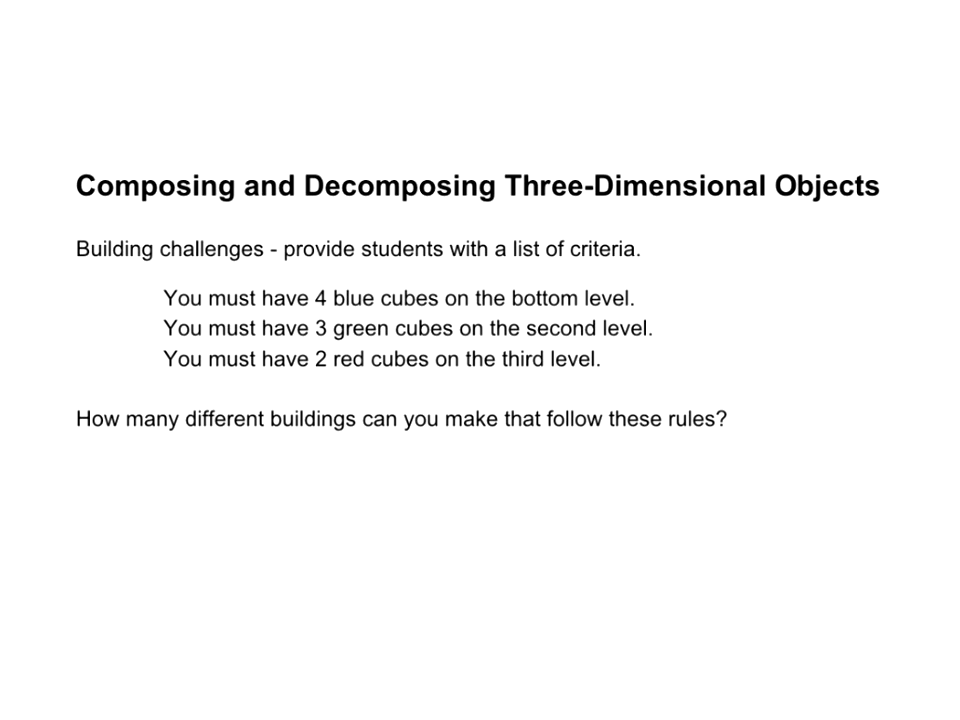 Composing and Decomposing Three-Dimensional Objects
Building challenges - provide students with a list of criteria.
You must have 4 blue cubes on the bottom level.
You must have 3 green cubes on the second level.
You must have 2 red cubes on the third level.
How many different buildings can you make that follow these rules?